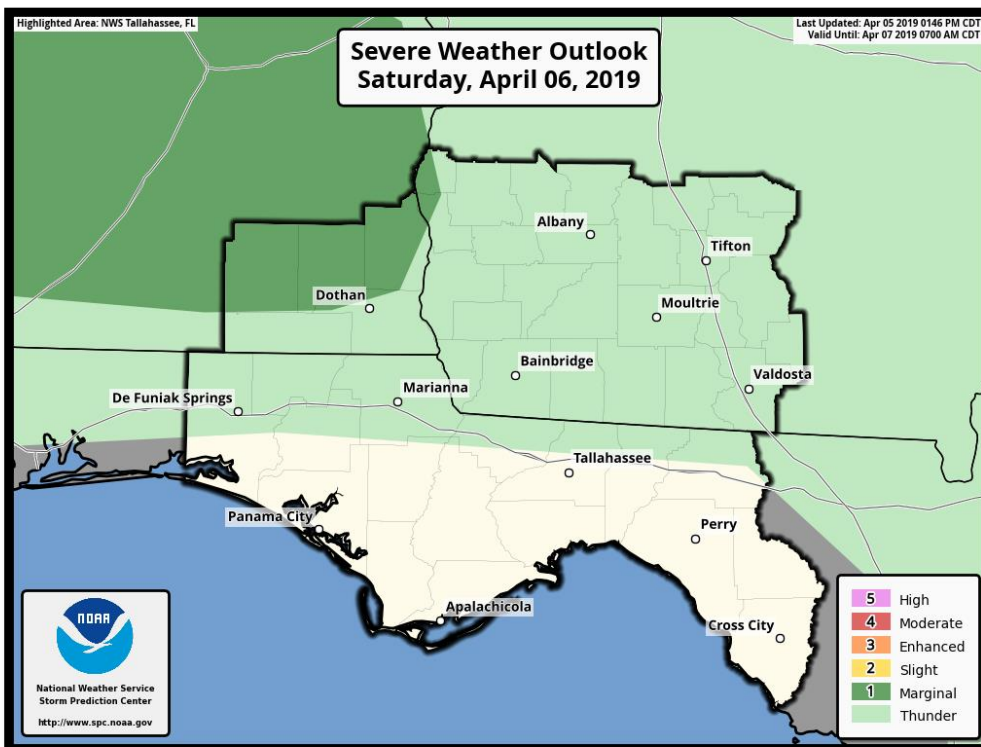 Highlighted Area: NWS Tallahassee, FL
Last Updated: Apr 05 2019 0146 PM CDT
Valid Until: Apr 07 2019 0700 AM CDT
Severe Weather Outlook
Saturday, April 06, 2019
Albany
Tifton
Dothan
Moultrie
Bainbridge
Valdosta
Marianna
De Funiak Springs
Tallahassee
Panama City
Perry
Apalachicola
Cross City
NOAA
National Weather Service
Storm Prediction Center
http://www.spc.noaa.gov
5 High
4 Moderate
3 Enhanced
2 Slight
1 Marginal
Thunder